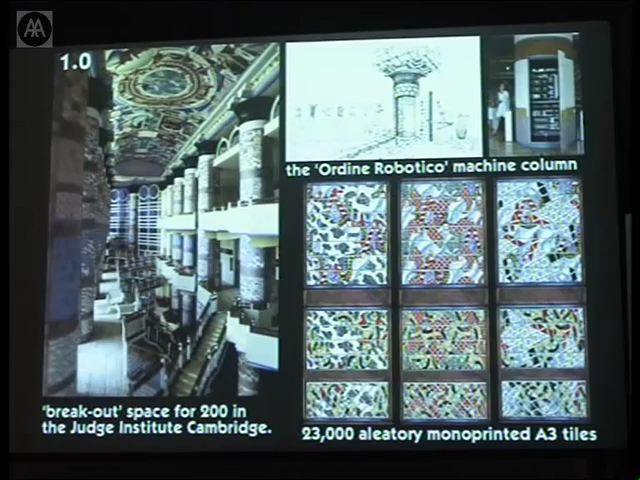 AA
1.0
the 'Ordine Robotico' machine column
'break-out' space for 200 in
the Judge Institute Cambridge.
23,000 aleatory monoprinted A3 tiles